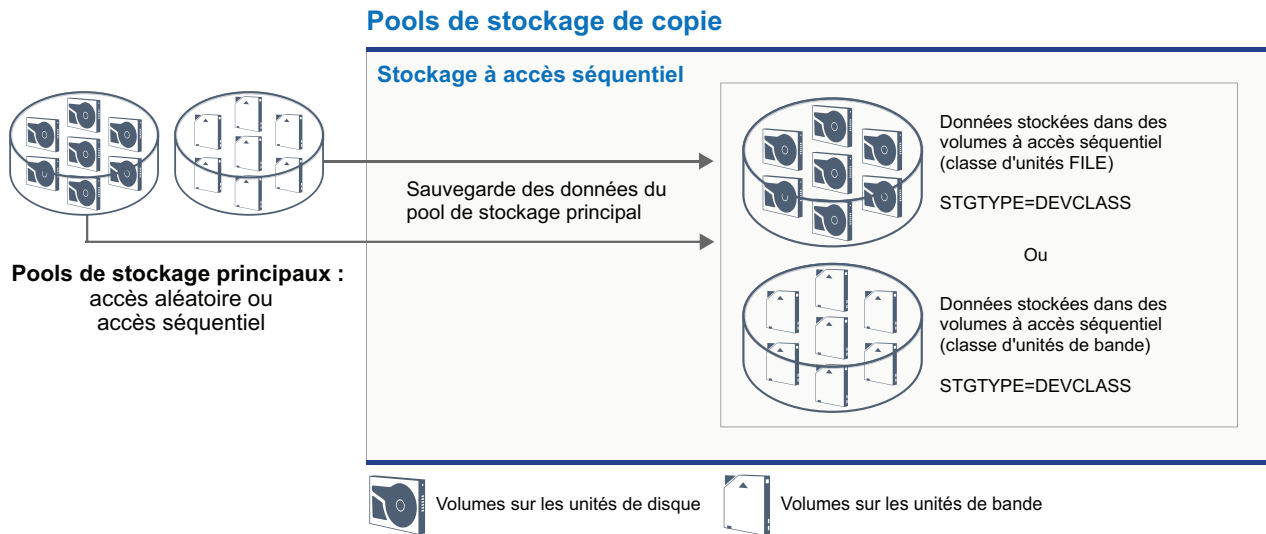 Pools de stockage de copie
Stockage à accès séquentiel
Sauvegarde des données du
pool de stockage principal
Pools de stockage principaux :
accès aléatoire ou
accès séquentiel
Données stockées dans des
volumes à accès séquentiel
(classe d'unités FILE)
STGTYPE=DEVCLASS
Ou
Données stockées dans des
volumes à accès séquentiel
(classe d'unités de bande)
STGTYPE=DEVCLASS
Volumes sur les unités de disque
Volumes sur les unités de bande